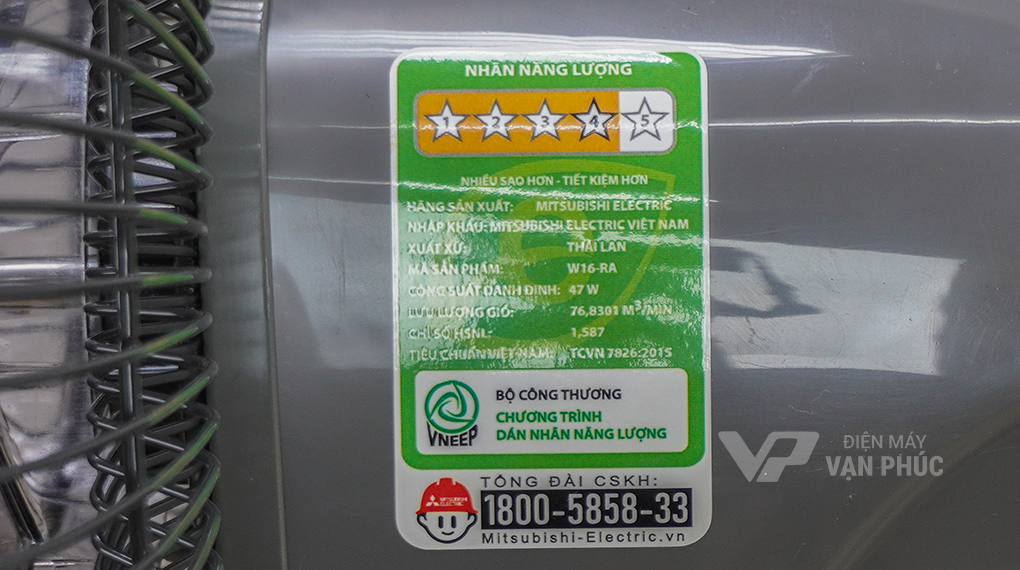 NHÃN NĂNG LƯỢNG
1 2 3 4 5
NHIỀU SAO HƠN - TIẾT KIỆM HƠN
HÃNG SẢN XUẤT: MITSUBISHI ELECTRIC
NHẬP KHẨU: MITSUBISHI ELECTRIC VIỆT NAM
XUẤT XỨ: THÁI LAN
MÃ SẢN PHẨM: W16-RA
CÔNG SUẤT DANH ĐỊNH: 47 W
LƯU LƯỢNG GIÓ: 76,8301 M³/MIN
CHỈ SỐ HSNL: 1,587
TIÊU CHUẨN VIỆT NAM: TCVN 7826:2015
VNEEP
BỘ CÔNG THƯƠNG
CHƯƠNG TRÌNH
DÁN NHÃN NĂNG LƯỢNG
MITSUBISHI
ELECTRIC
TỔNG ĐÀI CSKH:
1800-5858-33
Mitsubishi-Electric.vn
ĐIỆN MÁY
VẠN PHÚC